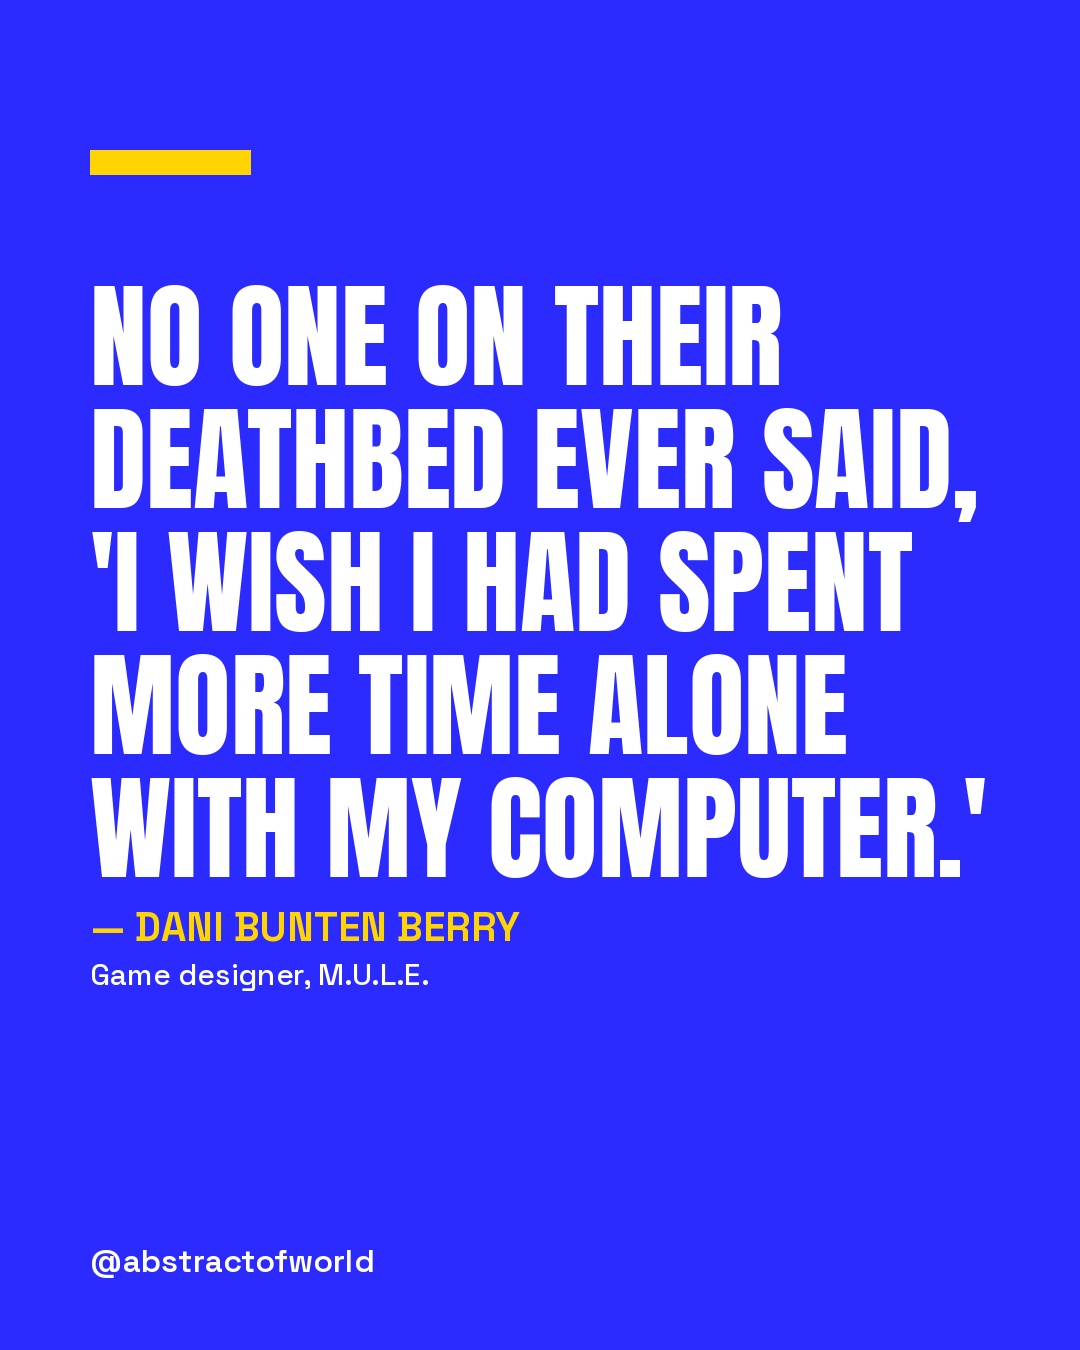 NO ONE ON THEIR
DEATHBED EVER SAID,
'I WISH I HAD SPENT
MORE TIME ALONE
WITH MY COMPUTER.'
— DANI BUNTEN BERRY
Game designer, M.U.L.E.
@abstractofworld